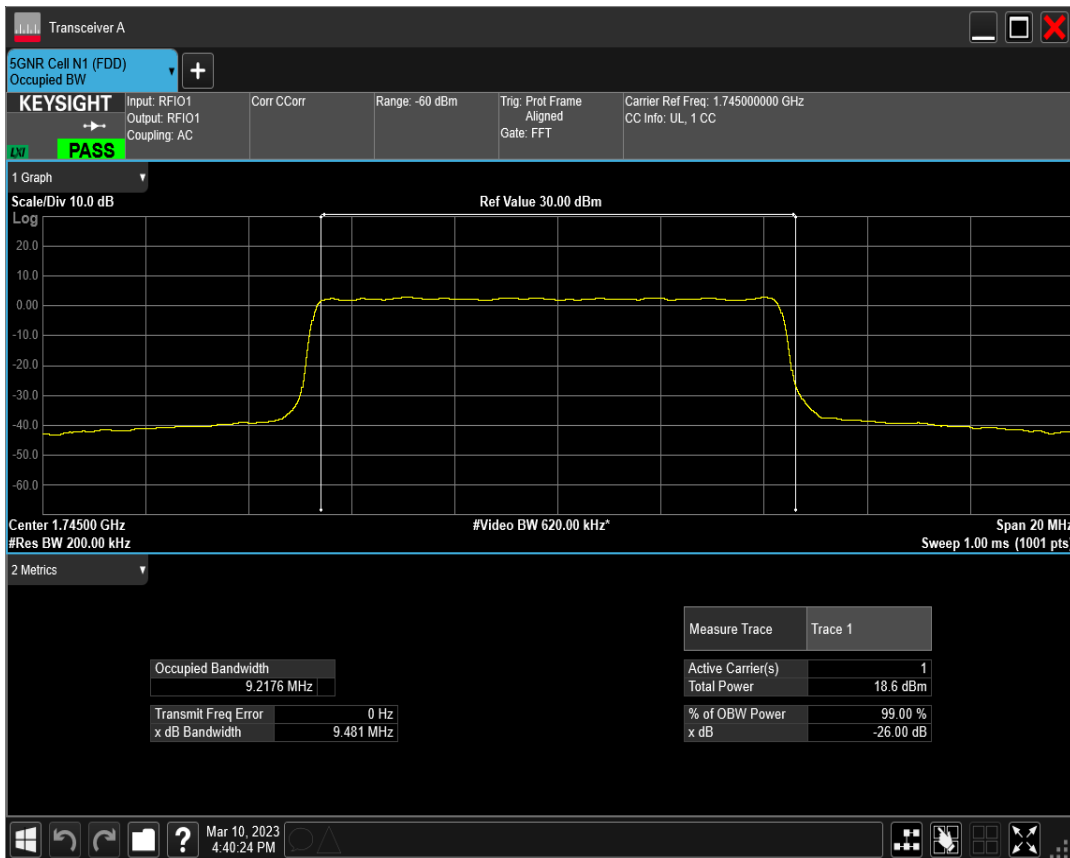 Transceiver A
5GNR Cell N1 (FDD)
Occupied BW
+
KEYSIGHT
LXI
PASS
Input: RFIO1
Output: RFIO1
Coupling: AC
Corr CCorr
Range: -60 dBm
Trig: Prot Frame
Aligned
Gate: FFT
Carrier Ref Freq: 1.745000000 GHz
CC Info: UL, 1 CC
1 Graph
Scale/Div 10.0 dB
Ref Value 30.00 dBm
Log
20.0
10.0
0.00
-10.0
-20.0
-30.0
-40.0
-50.0
-60.0
Center 1.74500 GHz
#Video BW 620.00 kHz*
Span 20 MHz
#Res BW 200.00 kHz
Sweep 1.00 ms (1001 pts)
2 Metrics
Measure Trace Trace 1
Occupied Bandwidth
9.2176 MHz
Active Carrier(s) 1
Total Power 18.6 dBm
Transmit Freq Error 0 Hz
x dB Bandwidth 9.481 MHz
% of OBW Power 99.00 %
x dB -26.00 dB
?
Mar 10, 2023
4:40:24 PM